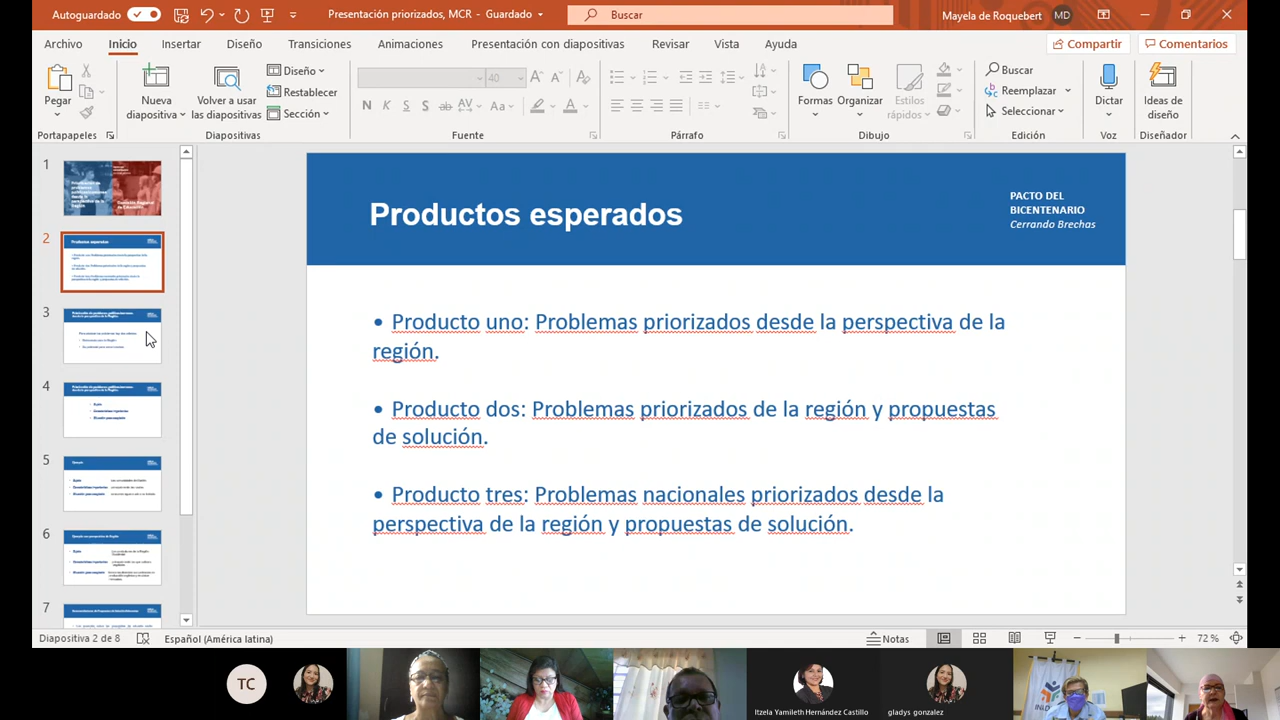 Autoguardado
Presentación priorizados, MCR - Guardado
Buscar
Mayela de Roquebert
MD
Archivo Inicio Insertar Diseño Transiciones Animaciones Presentación con diapositivas Revisar Vista Ayuda
Compartir
Comentarios
Pegar
Nueva
diapositiva
Volver a usar
las diapositivas
Diseño
Restablecer
Sección
40
N K S S ab AV Aa A
Formas
Organizar
Estilos
rápidos
Buscar
Reemplazar
Seleccionar
Dictar
Ideas de
diseño
Portapapeles
Diapositivas
Fuente
Párrafo
Dibujo
Edición
Voz
Diseñador
1
2
3
4
5
6
7
Productos esperados
PACTO DEL
BICENTENARIO
Cerrando Brechas
• Producto uno: Problemas priorizados desde la perspectiva de la
región.
• Producto dos: Problemas priorizados de la región y propuestas
de solución.
• Producto tres: Problemas nacionales priorizados desde la
perspectiva de la región y propuestas de solución.
Diapositiva 2 de 8
Español (América latina)
Notas
72 %
TC
Itzela Yamileth Hernández Castillo
gladys gonzalez